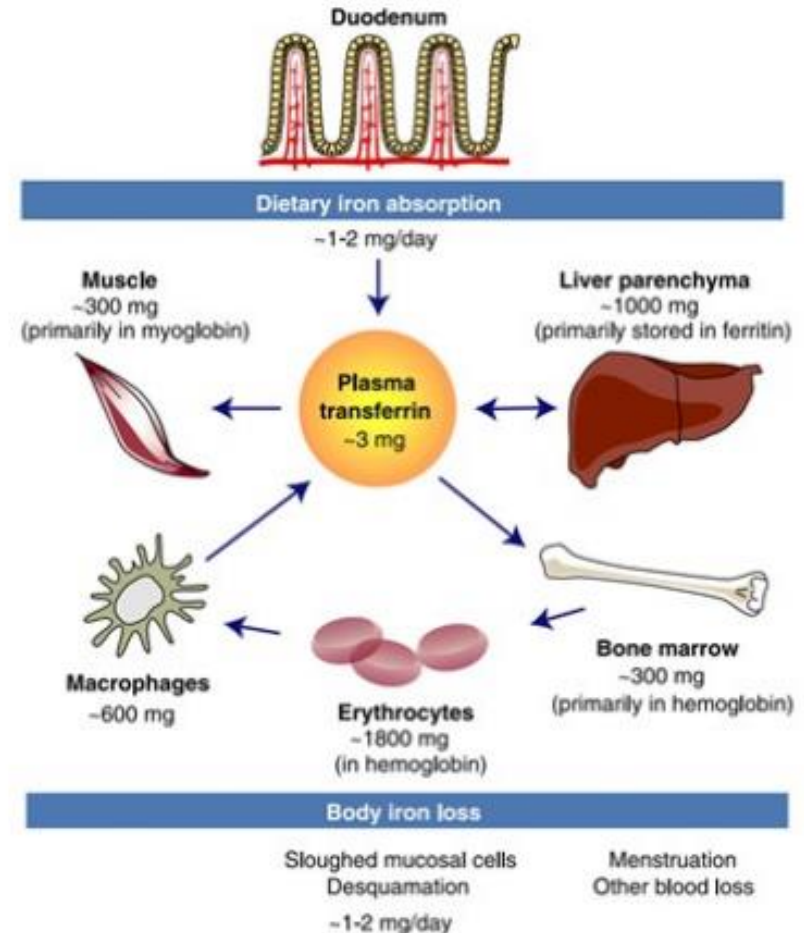 Duodenum
Dietary iron absorption
~1-2 mg/day
Muscle
~300 mg
(primarily in myoglobin)
Liver parenchyma
~1000 mg
(primarily stored in ferritin)
Plasma
transferrin
~3 mg
Macrophages
~600 mg
Erythrocytes
~1800 mg
(in hemoglobin)
Bone marrow
~300 mg
(primarily in hemoglobin)
Body iron loss
Sloughed mucosal cells
Desquamation
~1-2 mg/day
Menstruation
Other blood loss